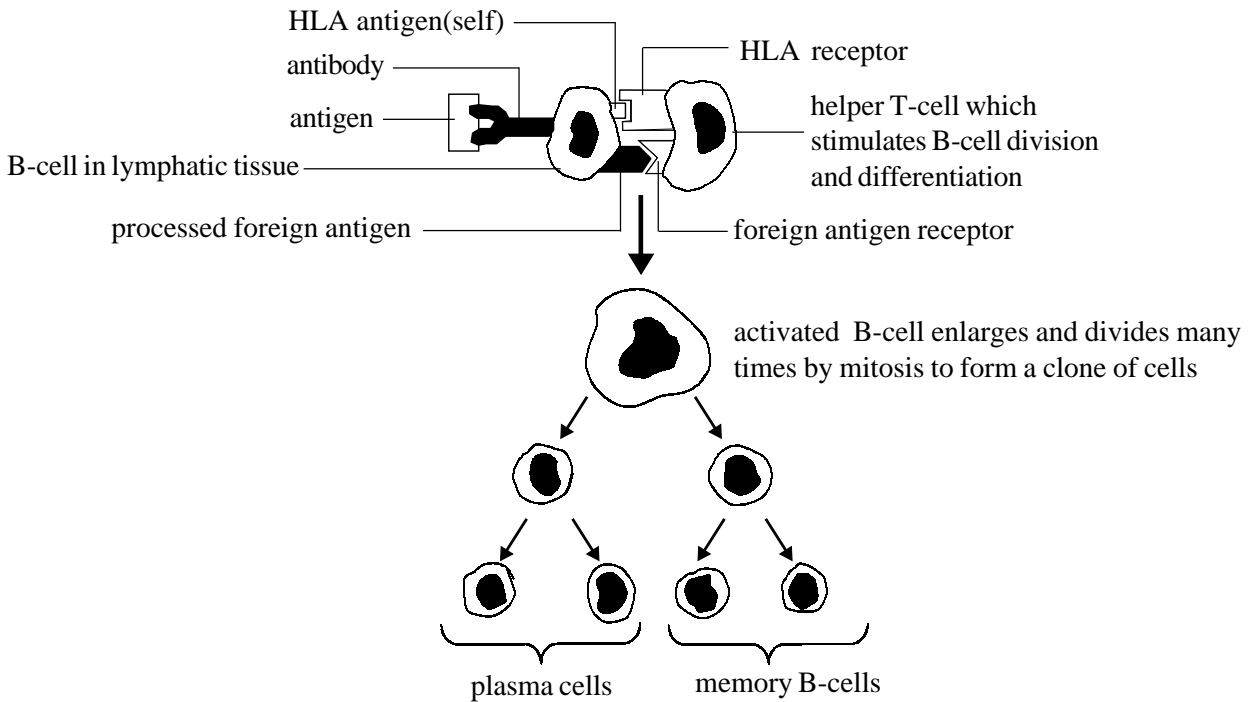 HLA antigen(self)
HLA receptor
antibody
antigen
helper T-cell which
stimulates B-cell division
and differentiation
B-cell in lymphatic tissue
processed foreign antigen
foreign antigen receptor
activated B-cell enlarges and divides many
times by mitosis to form a clone of cells
plasma cells
memory B-cells